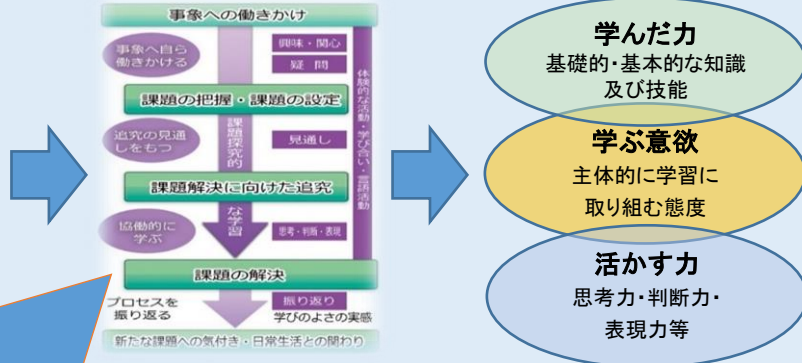 事象への働きかけ
事象へ自ら
働きかける
興味・関心
疑 問
体験的な活動・学び合い・言語活動
課題の把握・課題の設定
追究の見通
しをもつ
課題探究的
見通し
課題解決に向けた追究
協働的に
学ぶ
な学習
思考・判断・表現
課題の解決
プロセスを
振り返る
振り返り
学びのよさの実感
新たな課題への気付き・日常生活との関わり
学んだ力
基礎的・基本的な知識
及び技能
学ぶ意欲
主体的に学習に
取り組む態度
活かす力
思考力・判断力・
表現力等